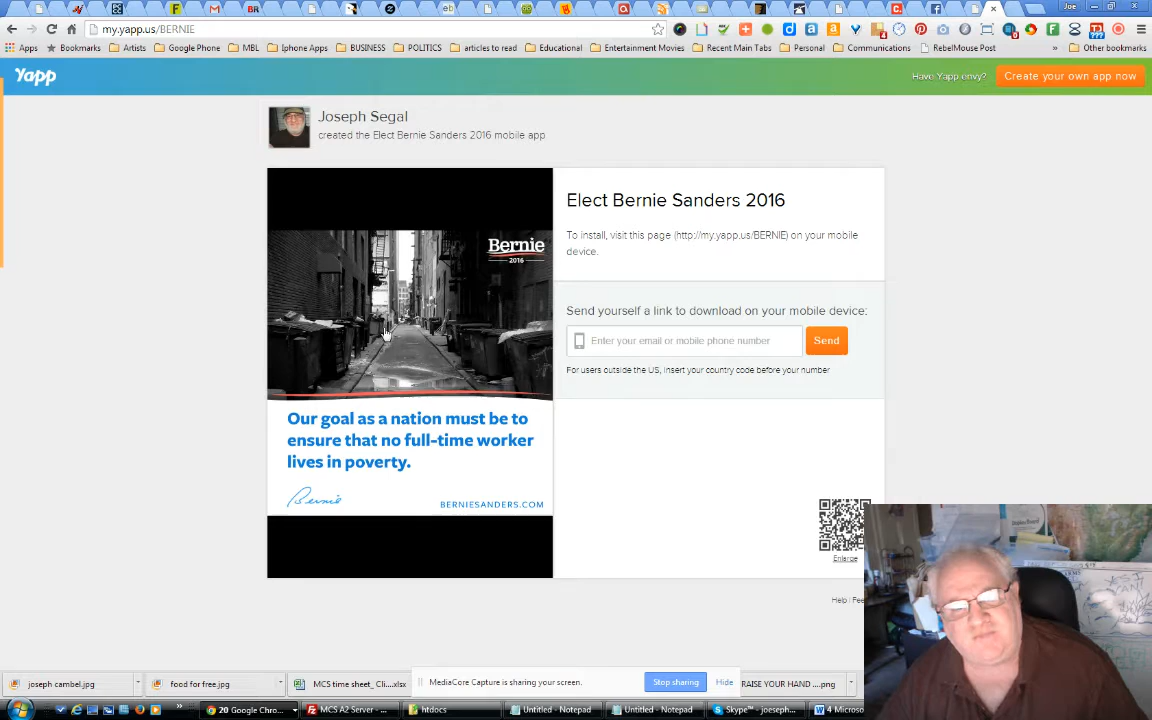 Joe
my.yapp.us/BERNIE
Apps
Bookmarks
Artists
Google Phone
MBL
Iphone Apps
BUSINESS
POLITICS
articles to read
Educational
Entertainment Movies
Recent Main Tabs
Personal
Communications
RebelMouse Post
»
Other bookmarks
Yapp
Have Yapp envy?
Create your own app now
Joseph Segal
created the Elect Bernie Sanders 2016 mobile app
Bernie
2016
Our goal as a nation must be to
ensure that no full-time worker
lives in poverty.
Bernie
BERNIESANDERS.COM
Elect Bernie Sanders 2016
To install, visit this page (http://my.yapp.us/BERNIE) on your mobile
device.
Send yourself a link to download on your mobile device:
Enter your email or mobile phone number
Send
For users outside the US, insert your country code before your number
Enlarge
Help
joseph cambel.jpg
food for free.jpg
MCS time sheet_ Cli....xlsx
MediaCore Capture is sharing your screen.
Stop sharing
Hide
RAISE YOUR HAND ....png
20 Google Chro...
MCS A2 Server - ...
htdocs
Untitled - Notepad
Untitled - Notepad
Skype™ - joeseph...
4 Microso